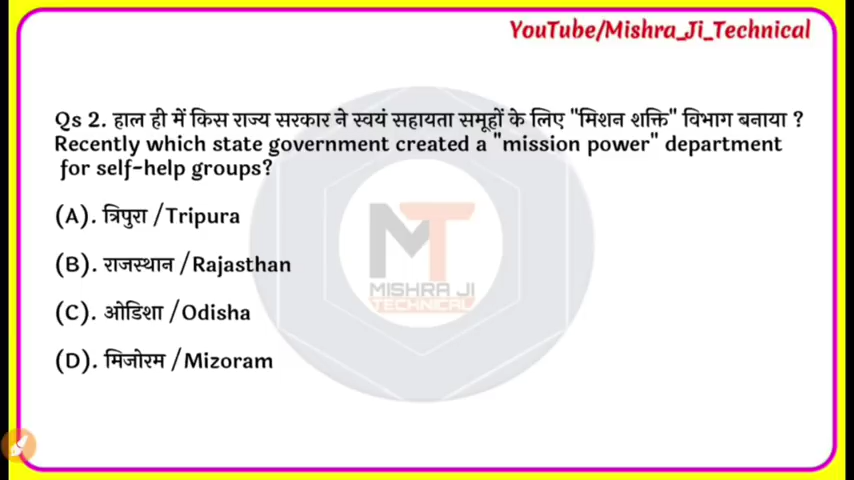 YouTube/Mishra_Ji_Technical
Qs 2. हाल ही में किस राज्य सरकार ने स्वयं सहायता समूहों के लिए "मिशन शक्ति" विभाग बनाया ?
Recently which state government created a "mission power" department
for self-help groups?
(A). त्रिपुरा /Tripura
(B). राजस्थान /Rajasthan
(C). ओडिशा /Odisha
(D). मिजोरम /Mizoram
MT
MISHRA JI
TECHNICAL